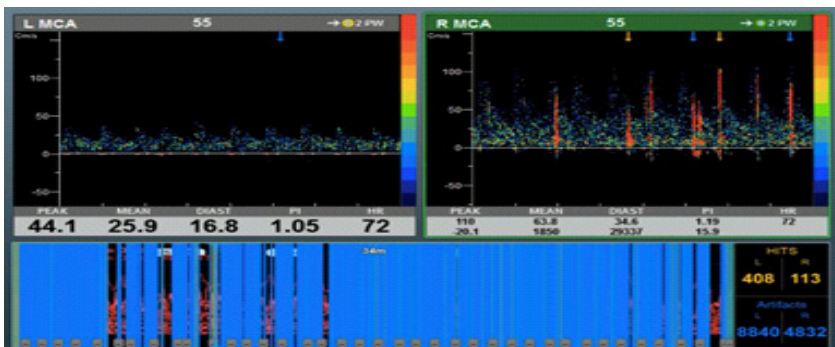 L MCA 55 → 2 PW
Cm/s
100
50
0
-50
PEAK MEAN DIAST PI HR
44.1 25.9 16.8 1.05 72
R MCA 55 → 2 PW
Cm/s
100
50
0
-50
PEAK MEAN DIAST PI HR
110 63.8 34.6 1.19 72
-20.1 1850 29337 15.9
34m
HITS
L R
408 113
Artifacts
L R
8840 4832